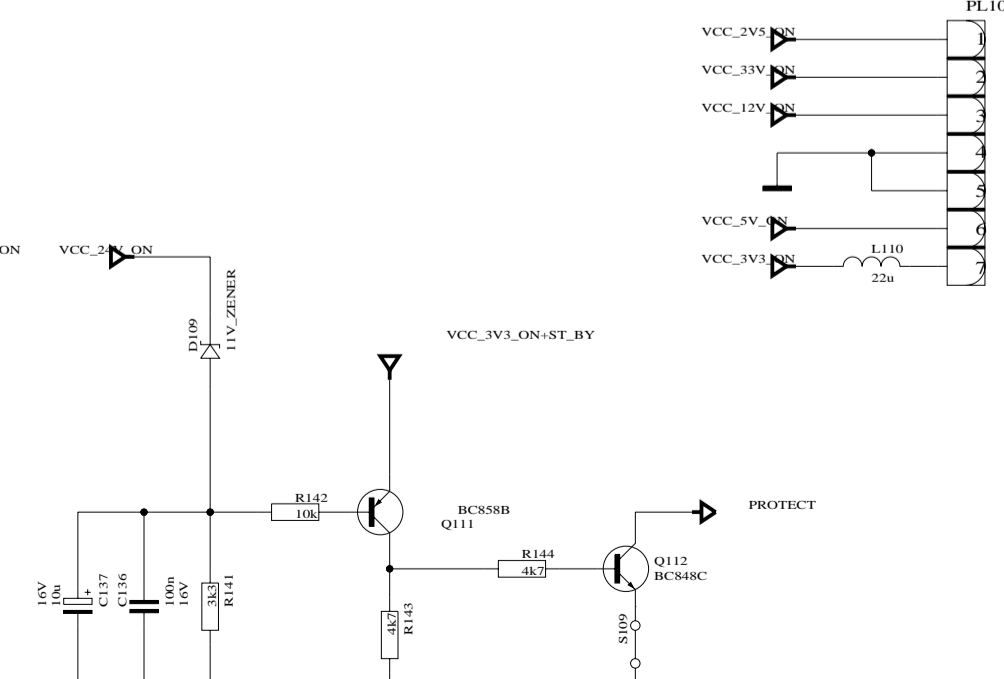 PL10
VCC_2V5_ON
1
VCC_33V_ON
2
VCC_12V_ON
3
4
5
VCC_5V_ON
6
VCC_3V3_ON
L110
22u
7
ON
VCC_24V_ON
D109
11V_ZENER
VCC_3V3_ON+ST_BY
R142
10k
BC858B
Q111
PROTECT
R144
4k7
Q112
BC848C
16V
10u
+
C137
C136
100n
16V
3k3
R141
4k7
R143
S109